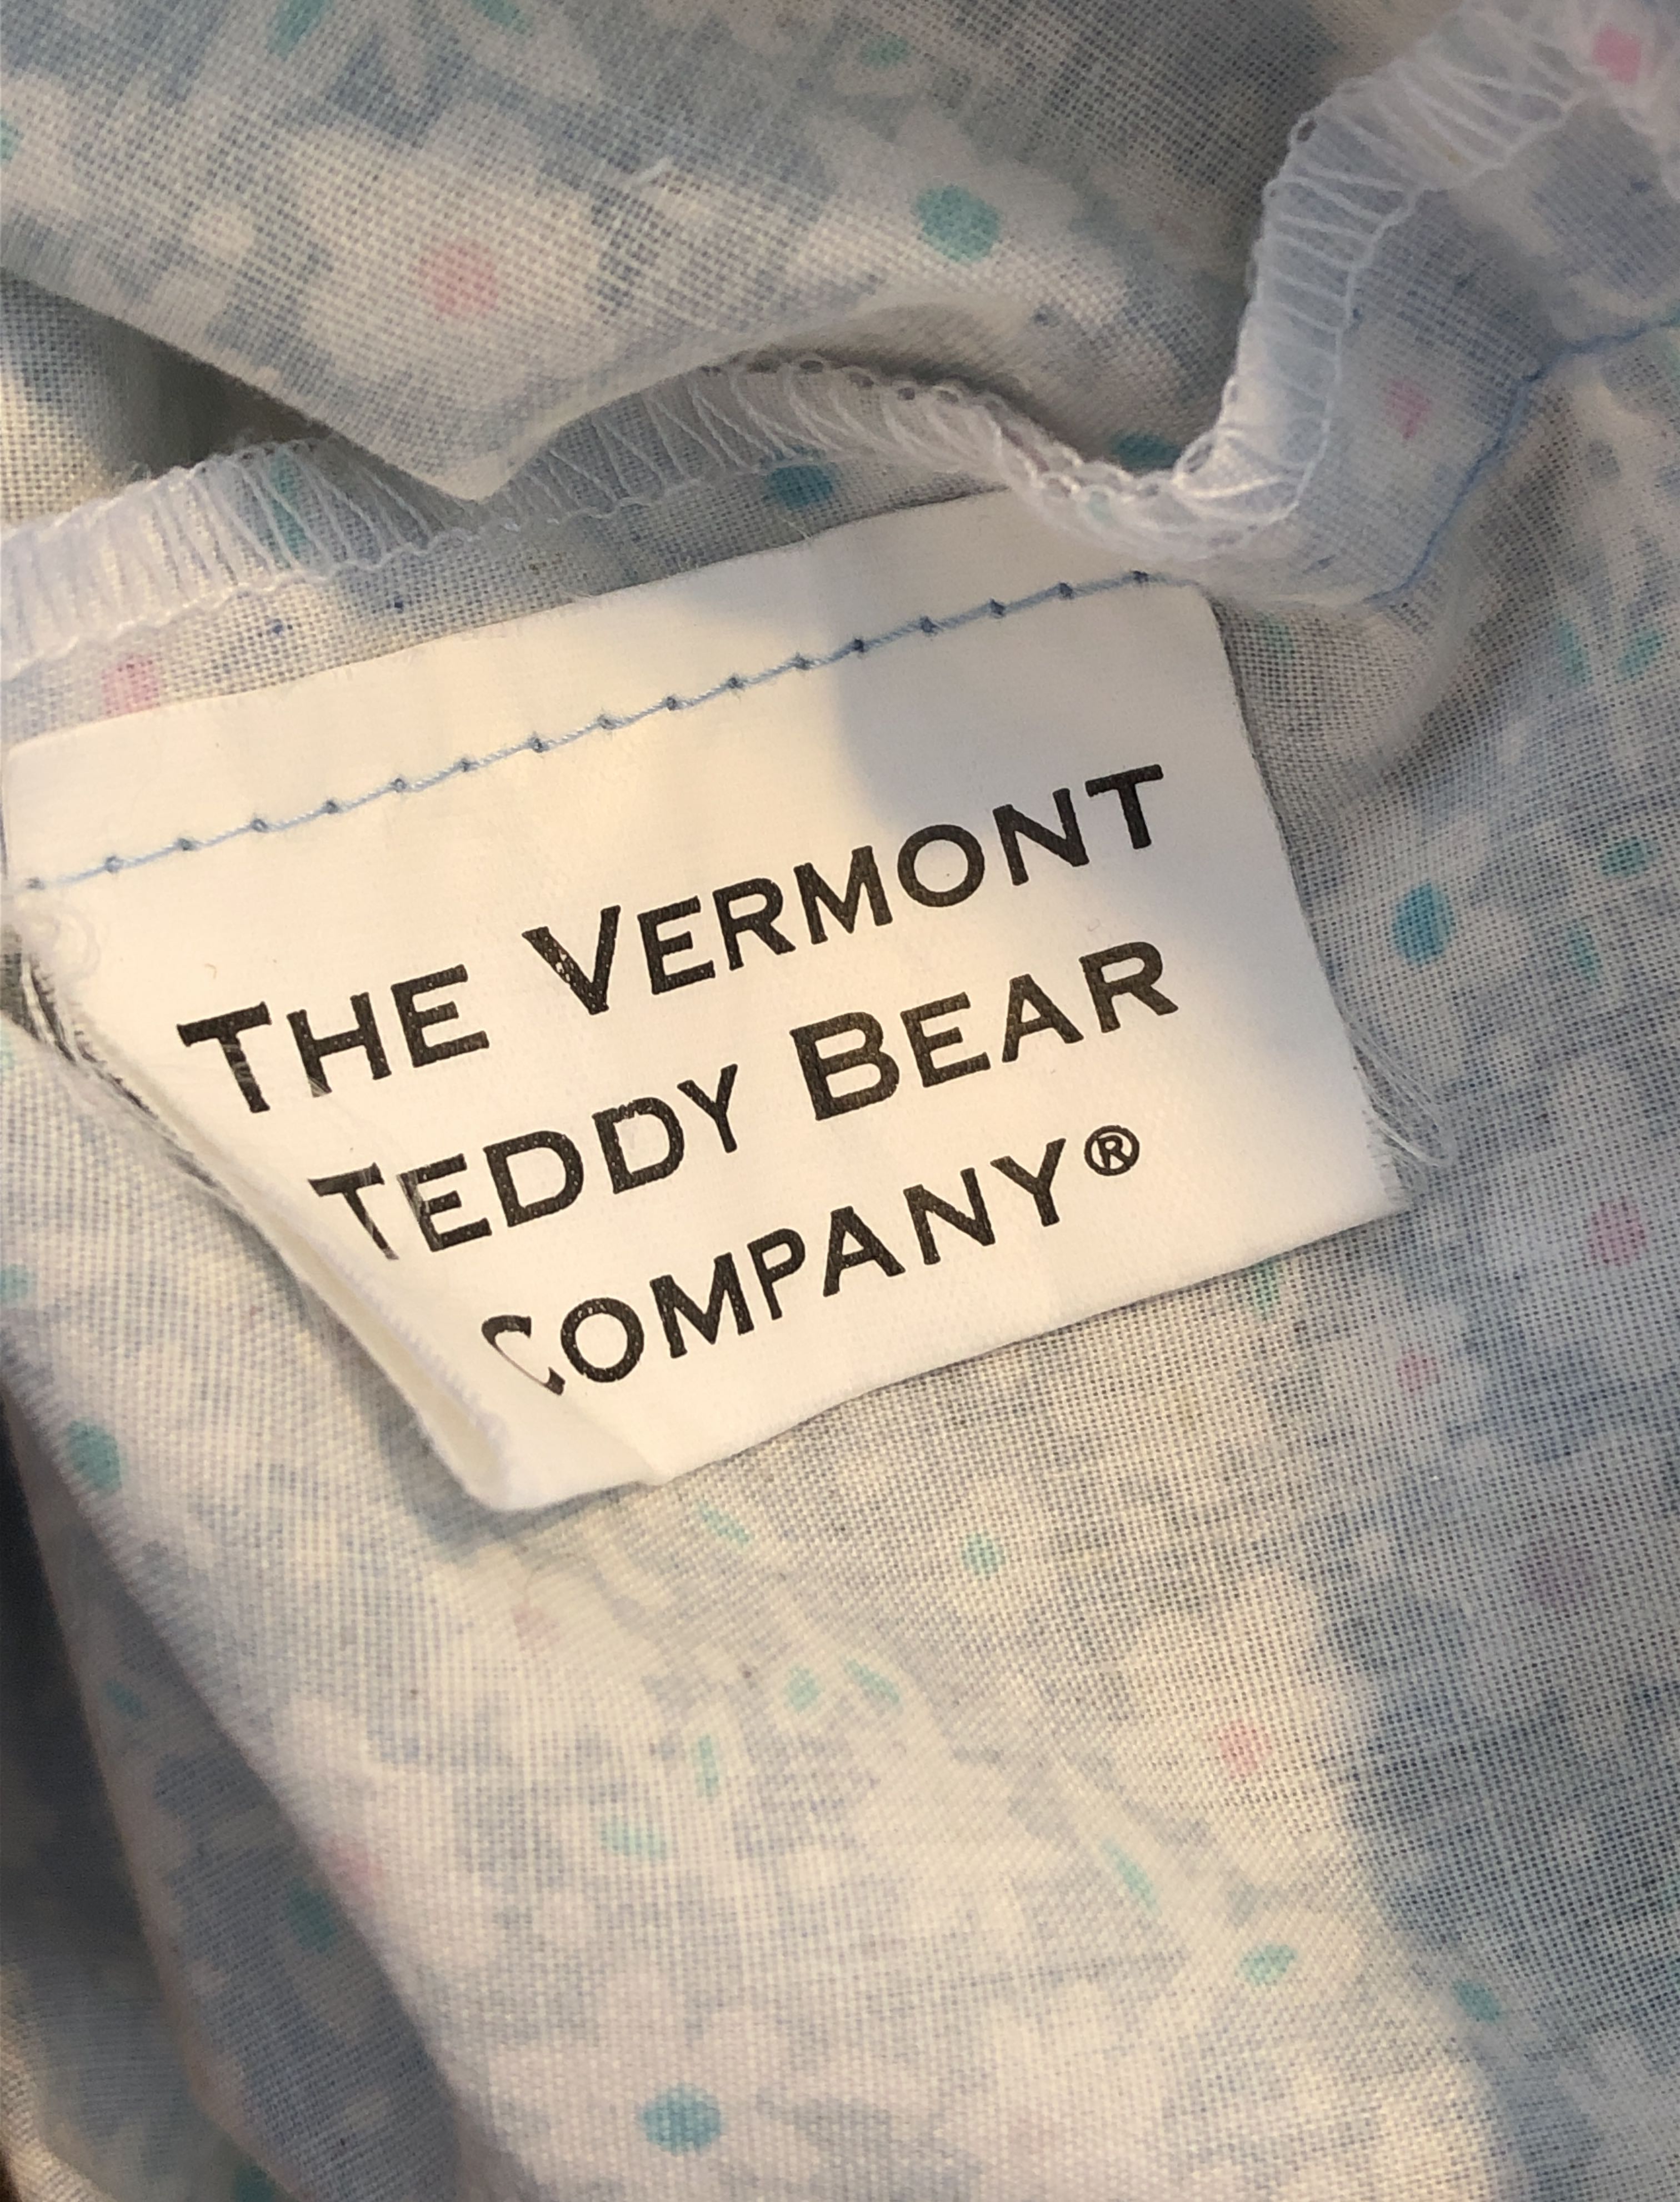 THE VERMONT
TEDDY BEAR
COMPANY®